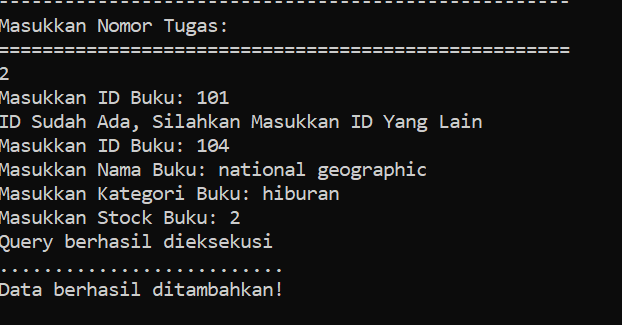 -----------------------------------------------------
Masukkan Nomor Tugas:
=====================================================
2
Masukkan ID Buku: 101
ID Sudah Ada, Silahkan Masukkan ID Yang Lain
Masukkan ID Buku: 104
Masukkan Nama Buku: national geographic
Masukkan Kategori Buku: hiburan
Masukkan Stock Buku: 2
Query berhasil dieksekusi
..........................
Data berhasil ditambahkan!